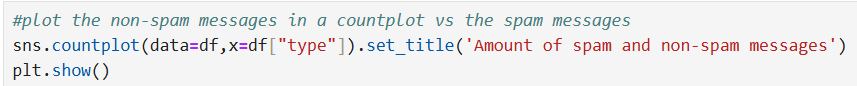 #plot the non-spam messages in a countplot vs the spam messages
sns.countplot(data=df,x=df["type"]).set_title('Amount of spam and non-spam messages')
plt.show()